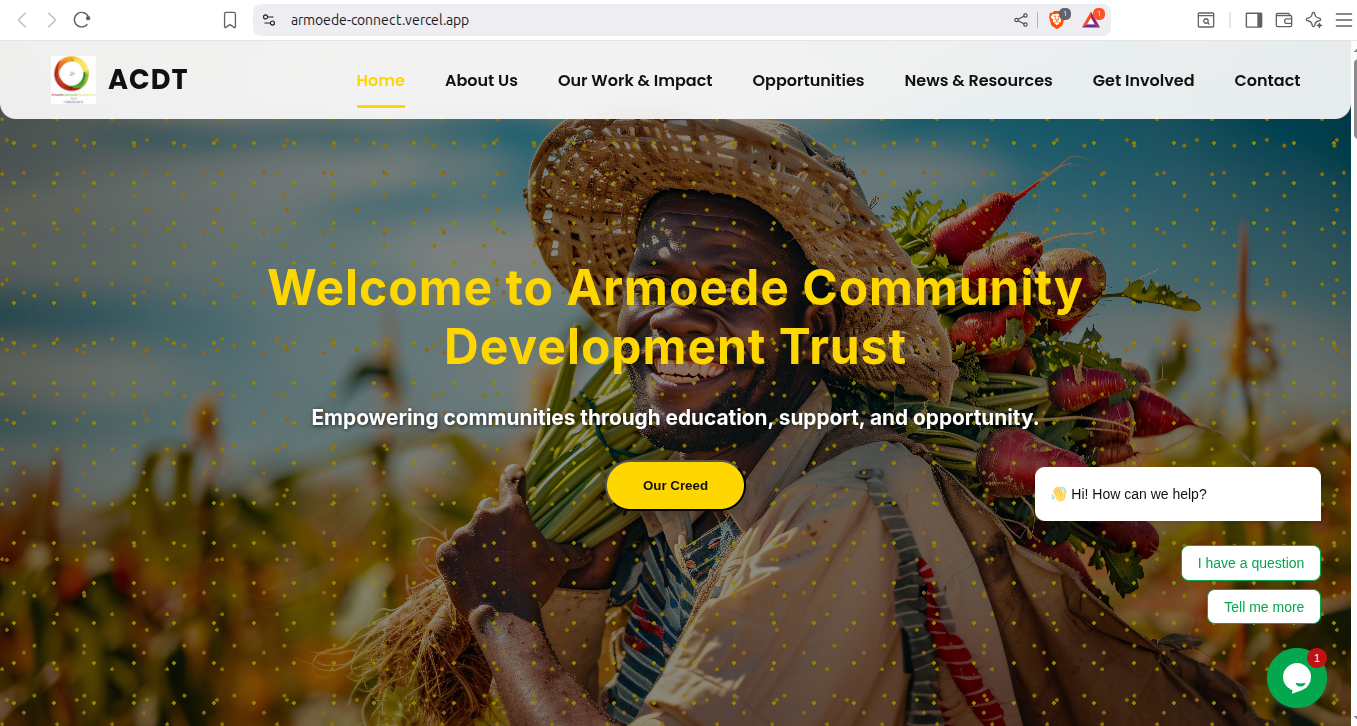 armoede-connect.vercel.app
1
1
ACDT
Home
About Us
Our Work & Impact
Opportunities
News & Resources
Get Involved
Contact
Welcome to Armoede Community
Development Trust
Empowering communities through education, support, and opportunity.
Our Creed
👋 Hi! How can we help?
I have a question
Tell me more
1